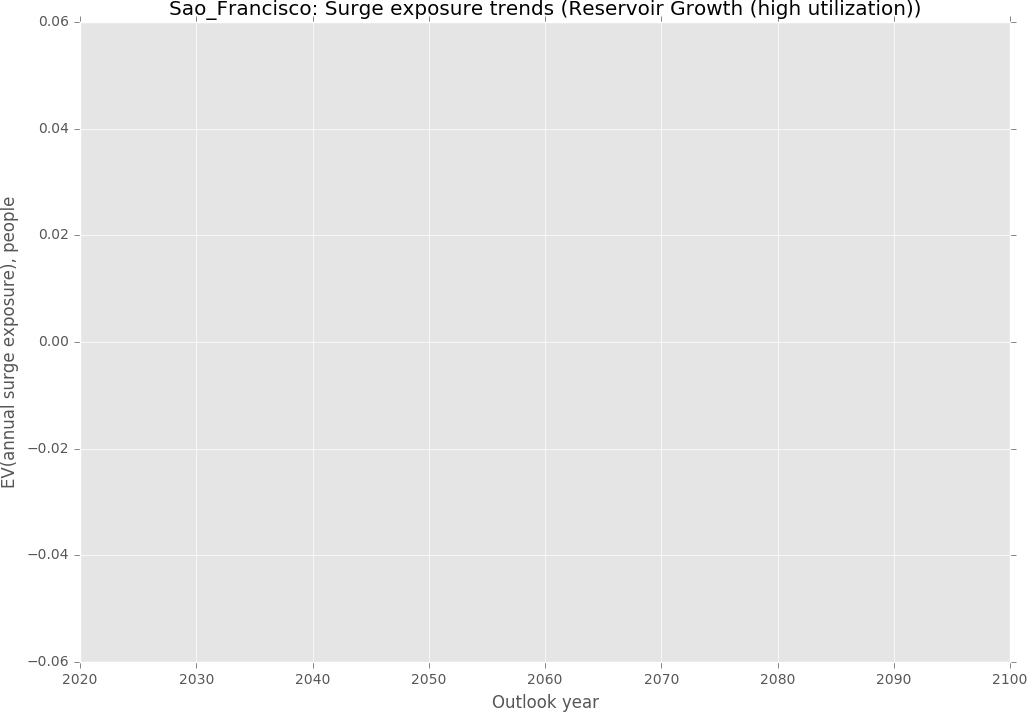 Sao_Francisco: Surge exposure trends (Reservoir Growth (high utilization))
EV(annual surge exposure), people
0.06
0.04
0.02
0.00
−0.02
−0.04
−0.06
2020 2030 2040 2050 2060 2070 2080 2090 2100
Outlook year